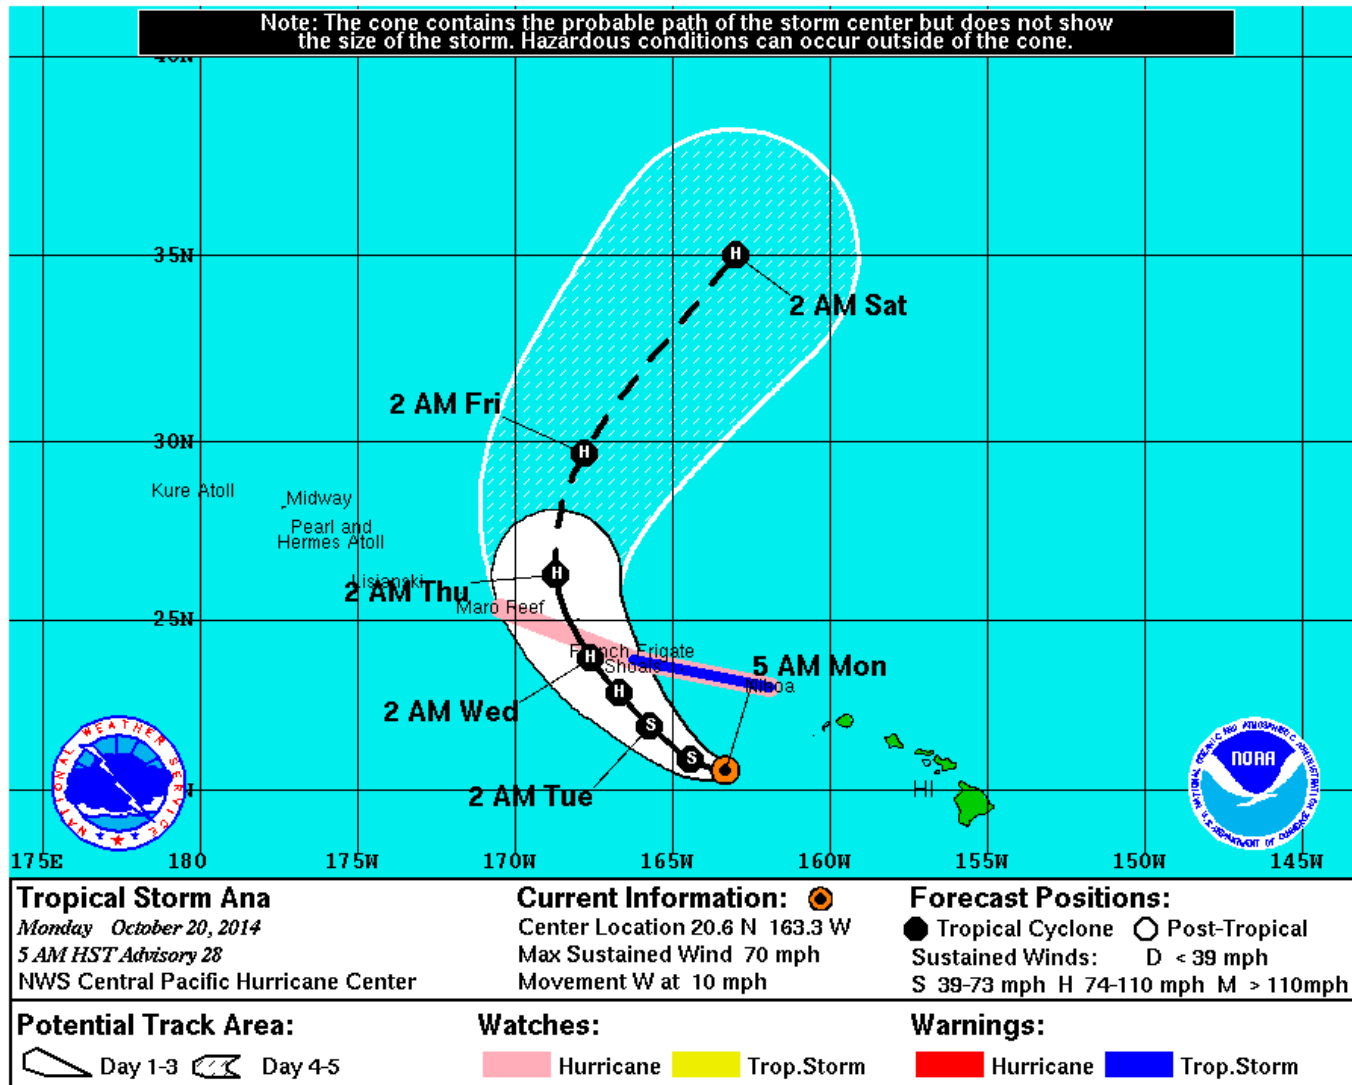 Note: The cone contains the probable path of the storm center but does not show
the size of the storm. Hazardous conditions can occur outside of the cone.
35N
2 AM Sat
2 AM Fri
30N
Kure Atoll
Midway
Pearl and
Hermes Atoll
Lisianski
2 AM Thu
Maro Reef
25N
French Frigate
Shoals
5 AM Mon
Nihoa
2 AM Wed
2 AM Tue
HI
NATIONAL WEATHER SERVICE
NOAA
175E 180 175W 170W 165W 160W 155W 150W 145W
H
H
H
H
H
S
S
Tropical Storm Ana
Monday October 20, 2014
5 AM HST Advisory 28
NWS Central Pacific Hurricane Center
Current Information:
Center Location 20.6 N 163.3 W
Max Sustained Wind 70 mph
Movement W at 10 mph
Forecast Positions:
Tropical Cyclone Post-Tropical
Sustained Winds: D < 39 mph
S 39-73 mph H 74-110 mph M > 110mph
Potential Track Area:
Day 1-3 Day 4-5
Watches:
Hurricane Trop.Storm
Warnings:
Hurricane Trop.Storm